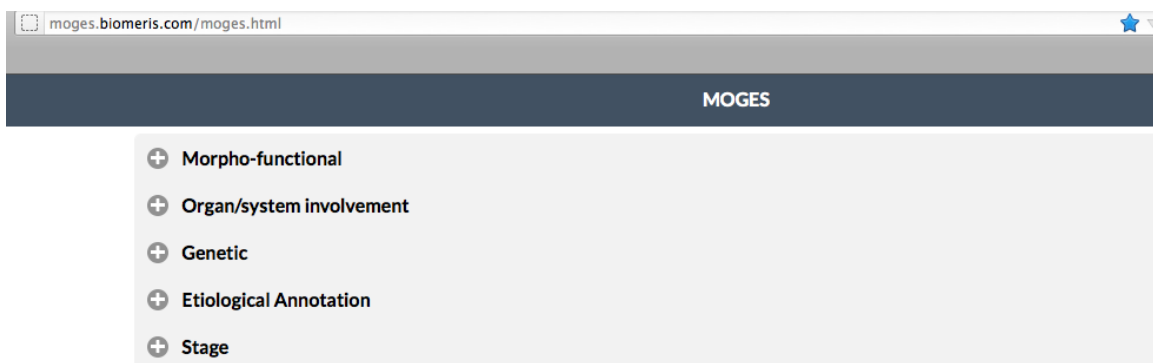 moges.biomeris.com/moges.html
MOGES
Morpho-functional
Organ/system involvement
Genetic
Etiological Annotation
Stage